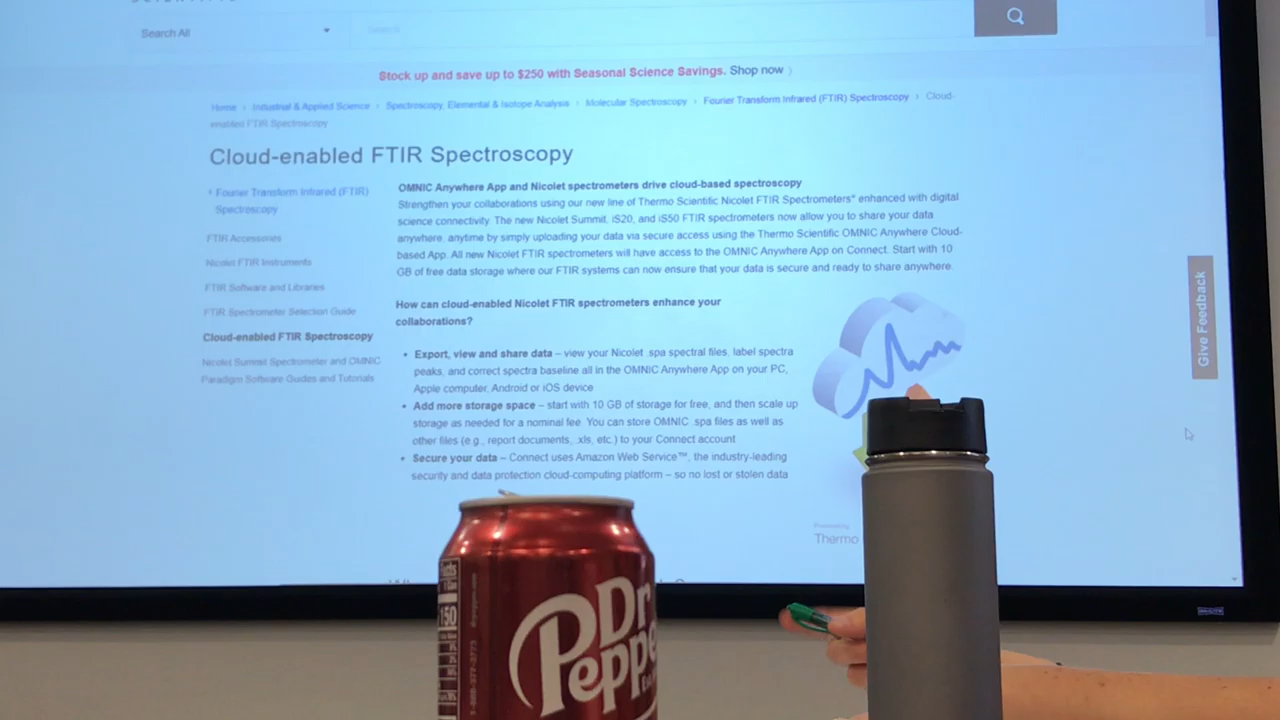 Search All
Search
Stock up and save up to $250 with Seasonal Science Savings. Shop now ›
Home › Industrial & Applied Science › Spectroscopy, Elemental & Isotope Analysis › Molecular Spectroscopy › Fourier Transform Infrared (FTIR) Spectroscopy › Cloud-
enabled FTIR Spectroscopy
Cloud-enabled FTIR Spectroscopy
‹ Fourier Transform Infrared (FTIR)
Spectroscopy
FTIR Accessories
Nicolet FTIR Instruments
FTIR Software and Libraries
FTIR Spectrometer Selection Guide
Cloud-enabled FTIR Spectroscopy
Nicolet Summit Spectrometer and OMNIC
Paradigm Software Guides and Tutorials
OMNIC Anywhere App and Nicolet spectrometers drive cloud-based spectroscopy
Strengthen your collaborations using our new line of Thermo Scientific Nicolet FTIR Spectrometers* enhanced with digital
science connectivity. The new Nicolet Summit, iS20, and iS50 FTIR spectrometers now allow you to share your data
anywhere, anytime by simply uploading your data via secure access using the Thermo Scientific OMNIC Anywhere Cloud-
based App. All new Nicolet FTIR spectrometers will have access to the OMNIC Anywhere App on Connect. Start with 10
GB of free data storage where our FTIR systems can now ensure that your data is secure and ready to share anywhere.
How can cloud-enabled Nicolet FTIR spectrometers enhance your
collaborations?
• Export, view and share data – view your Nicolet .spa spectral files, label spectra
peaks, and correct spectra baseline all in the OMNIC Anywhere App on your PC,
Apple computer, Android or iOS device
• Add more storage space – start with 10 GB of storage for free, and then scale up
storage as needed for a nominal fee. You can store OMNIC .spa files as well as
other files (e.g., report documents, .xls, etc.) to your Connect account
• Secure your data – Connect uses Amazon Web Service™, the industry-leading
security and data protection cloud-computing platform – so no lost or stolen data
Thermo
Give Feedback
150
Dr
Pepper